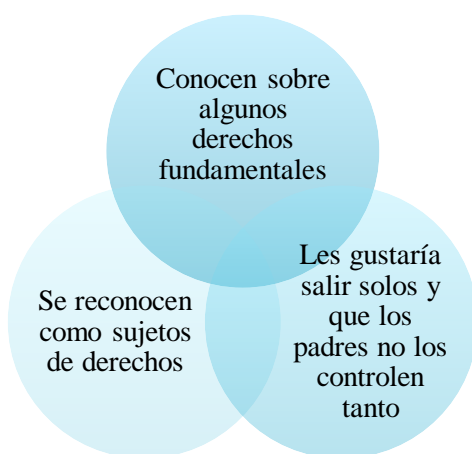 Conocen sobre
algunos
derechos
fundamentales
Se reconocen
como sujetos
de derechos
Les gustaría
salir solos y
que los
padres no los
controlen
tanto